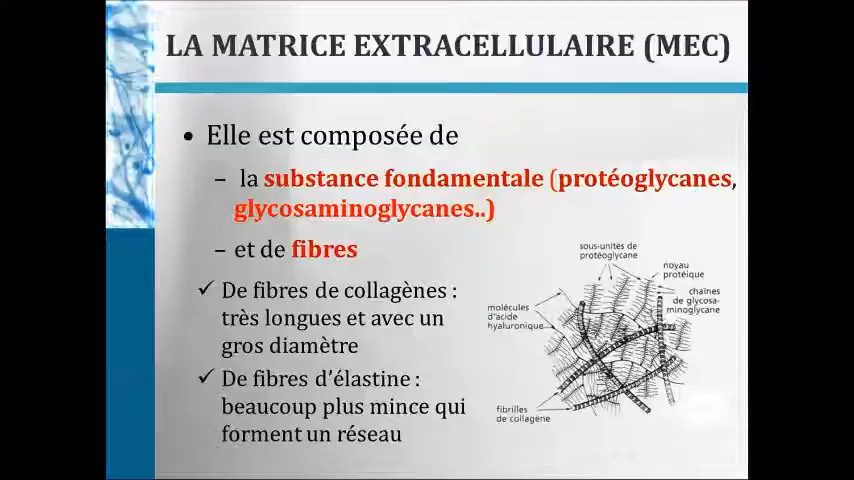 LA MATRICE EXTRACELLULAIRE (MEC)
• Elle est composée de
– la substance fondamentale (protéoglycanes,
glycosaminoglycanes..)
– et de fibres
✓ De fibres de collagènes :
très longues et avec un
gros diamètre
✓ De fibres d'élastine :
beaucoup plus mince qui
forment un réseau
sous-unités de
protéoglycane
noyau
protéique
chaînes
de glycosa-
minoglycane
molécules
d'acide
hyaluronique
fibrilles
de collagène